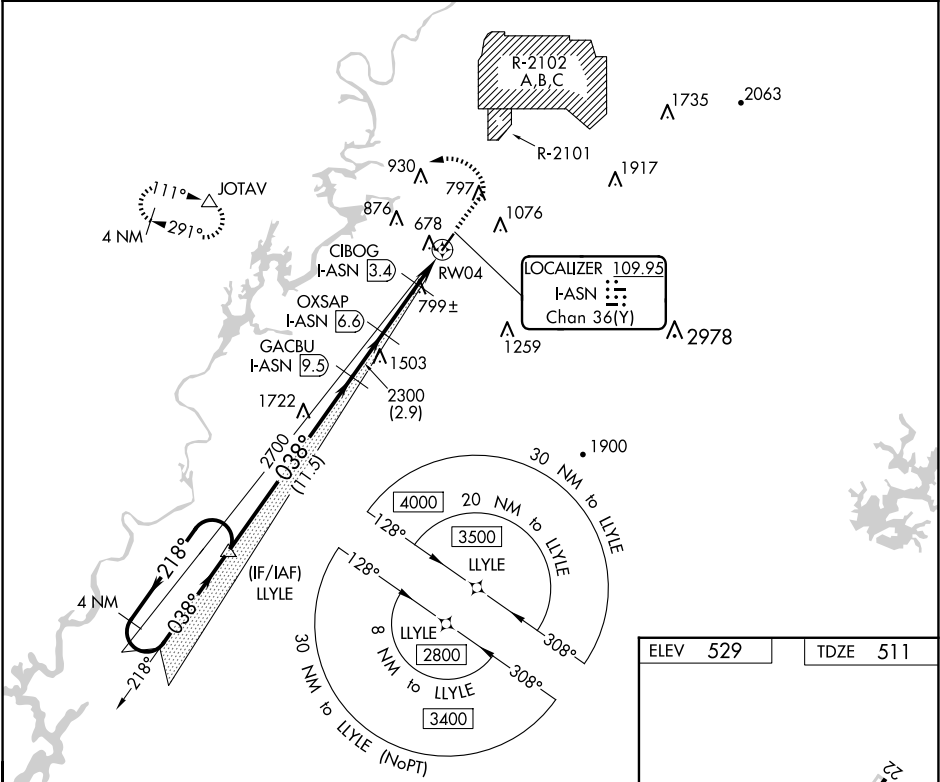 R-2102
A,B,C
R-2101
1735
2063
1917
930
797
876
678
1076
JOTAV
111°
291°
4 NM
CIBOG
I-ASN 3.4
RW04
799±
OXSAP
I-ASN 6.6
GACBU
I-ASN 9.5
LOCALIZER 109.95
I-ASN
Chan 36(Y)
1259
2978
1503
2300
(2.9)
1722
2700
038°
(11.5)
1900
30 NM to LLYLE
4000
20 NM to LLYLE
3500
128°
LLYLE
308°
128°
LLYLE
2800
8 NM to LLYLE
308°
3400
30 NM to LLYLE (NoPT)
218°
(IF/IAF)
LLYLE
4 NM
038°
218°
ELEV 529
TDZE 511
22